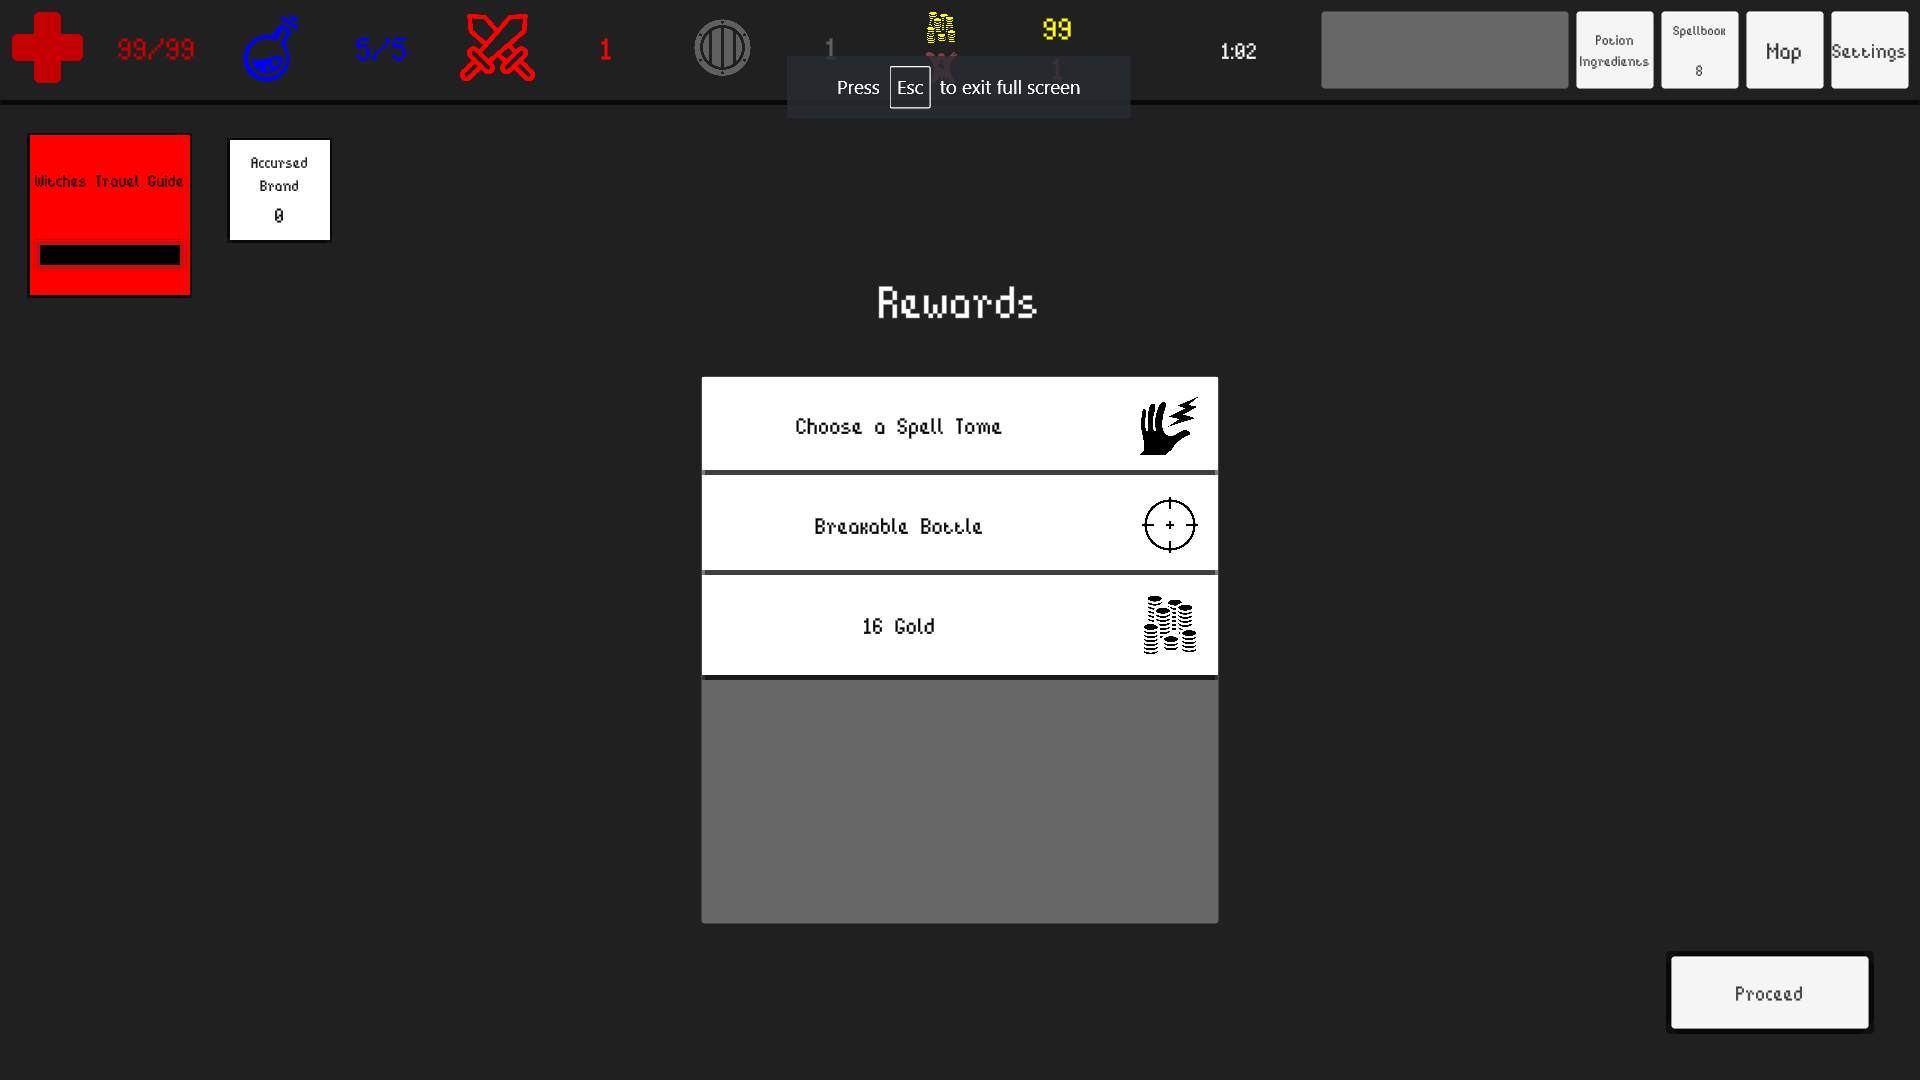 99/99
5/5
1
1
99
1
1:02
Potion
Ingredients
Spellbook
8
Map
Settings
Press Esc to exit full screen
Witches Travel Guide
Accursed
Brand
0
Rewards
Choose a Spell Tome
Breakable Bottle
16 Gold
Proceed